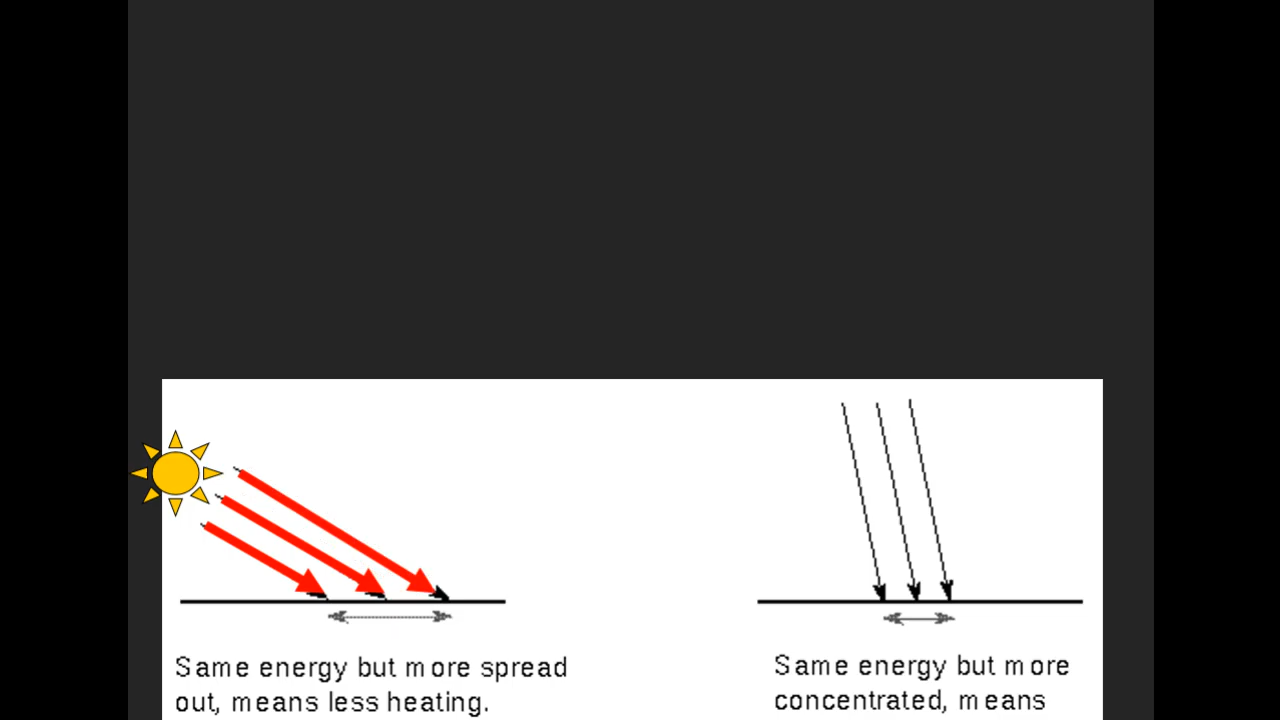 Same energy but more spread
out, means less heating.
Same energy but more
concentrated, means